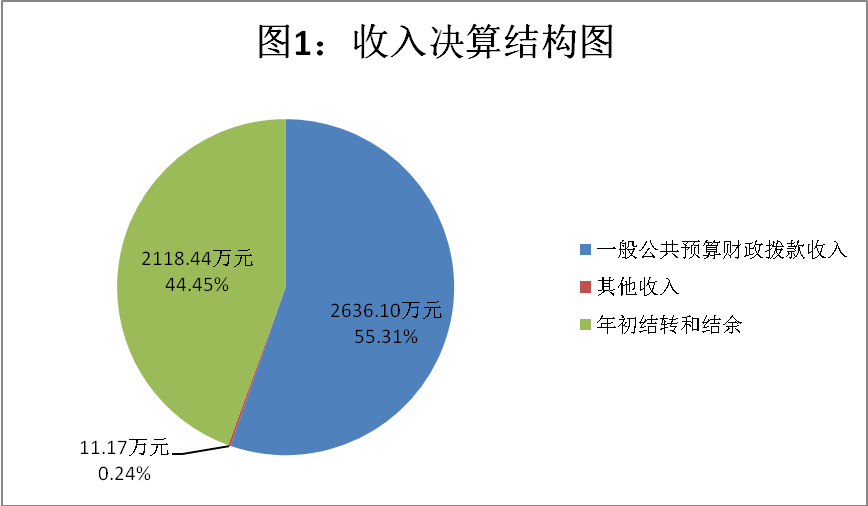 图1：收入决算结构图
2118.44万元
44.45%
2636.10万元
55.31%
11.17万元
0.24%
一般公共预算财政拨款收入
其他收入
年初结转和结余